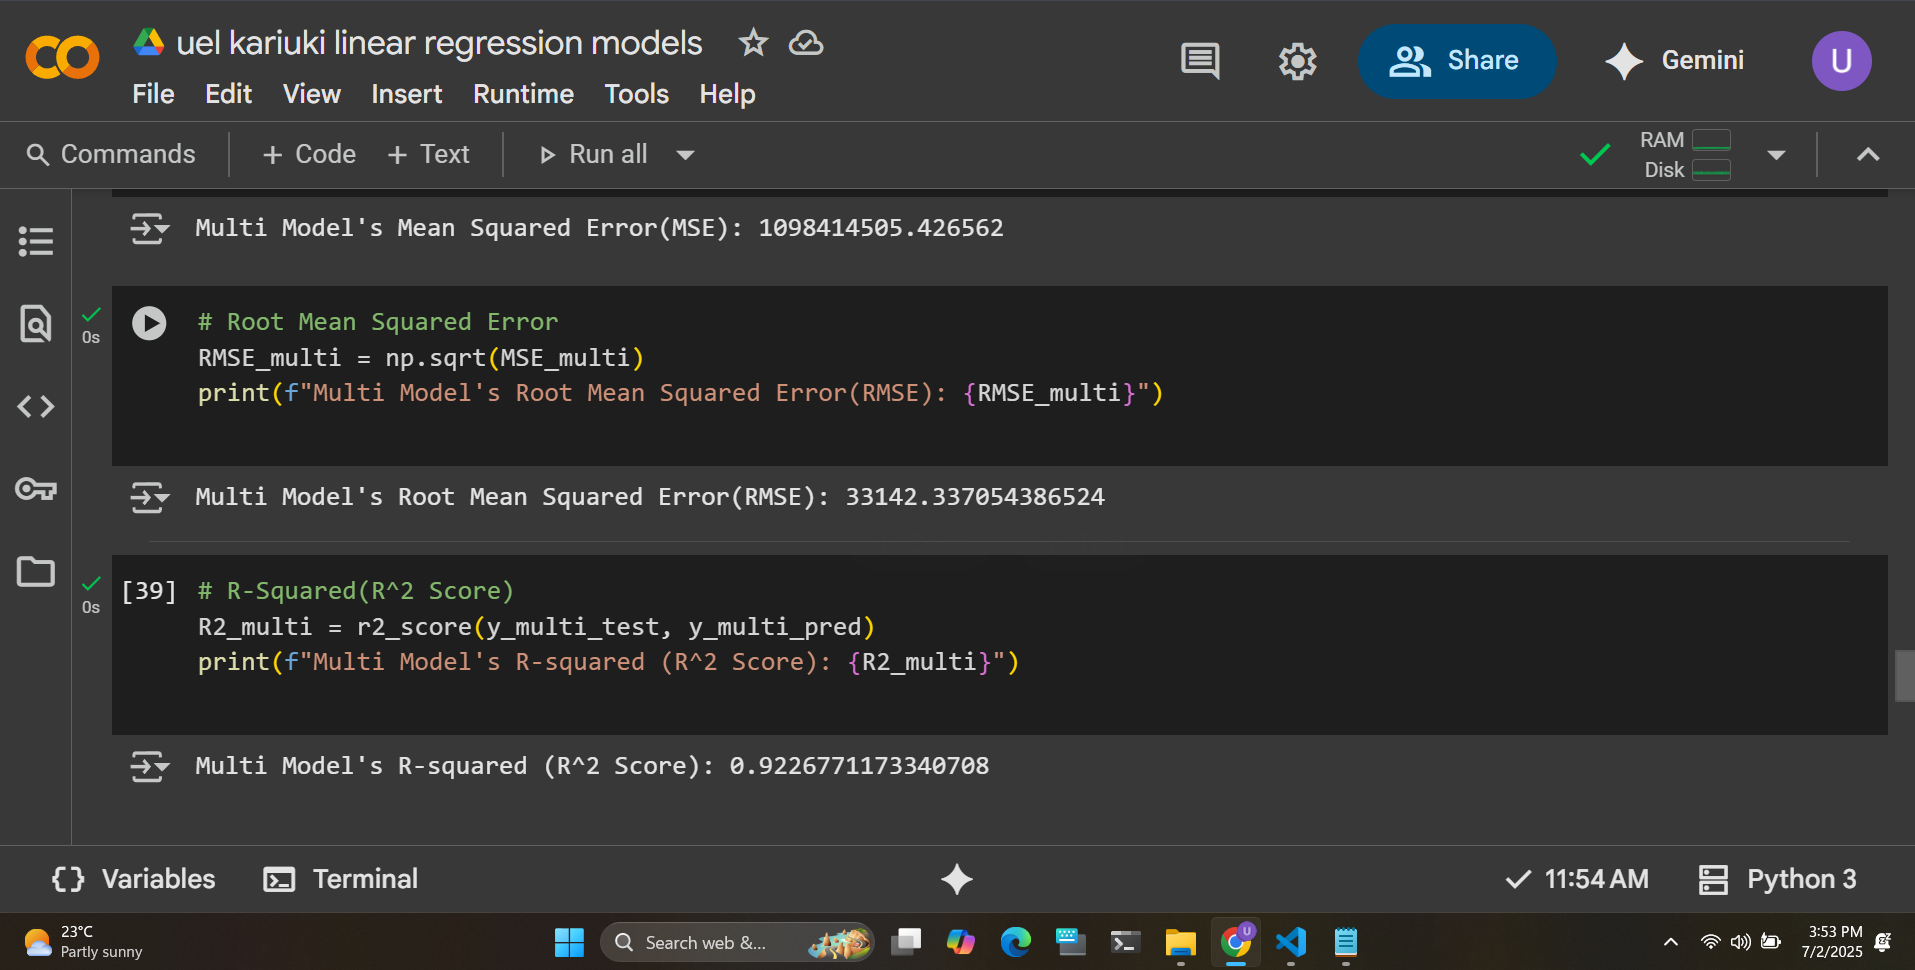 uel kariuki linear regression models
File Edit View Insert Runtime Tools Help
Share
Gemini
U
Commands
+ Code + Text
Run all
RAM
Disk
Multi Model's Mean Squared Error(MSE): 1098414505.426562
0s
# Root Mean Squared Error
RMSE_multi = np.sqrt(MSE_multi)
print(f"Multi Model's Root Mean Squared Error(RMSE): {RMSE_multi}")
Multi Model's Root Mean Squared Error(RMSE): 33142.337054386524
0s
[39] # R-Squared(R^2 Score)
R2_multi = r2_score(y_multi_test, y_multi_pred)
print(f"Multi Model's R-squared (R^2 Score): {R2_multi}")
Multi Model's R-squared (R^2 Score): 0.9226771173340708
{} Variables
Terminal
11:54 AM
Python 3
23°C
Partly sunny
Search web &...
U
3:53 PM
7/2/2025